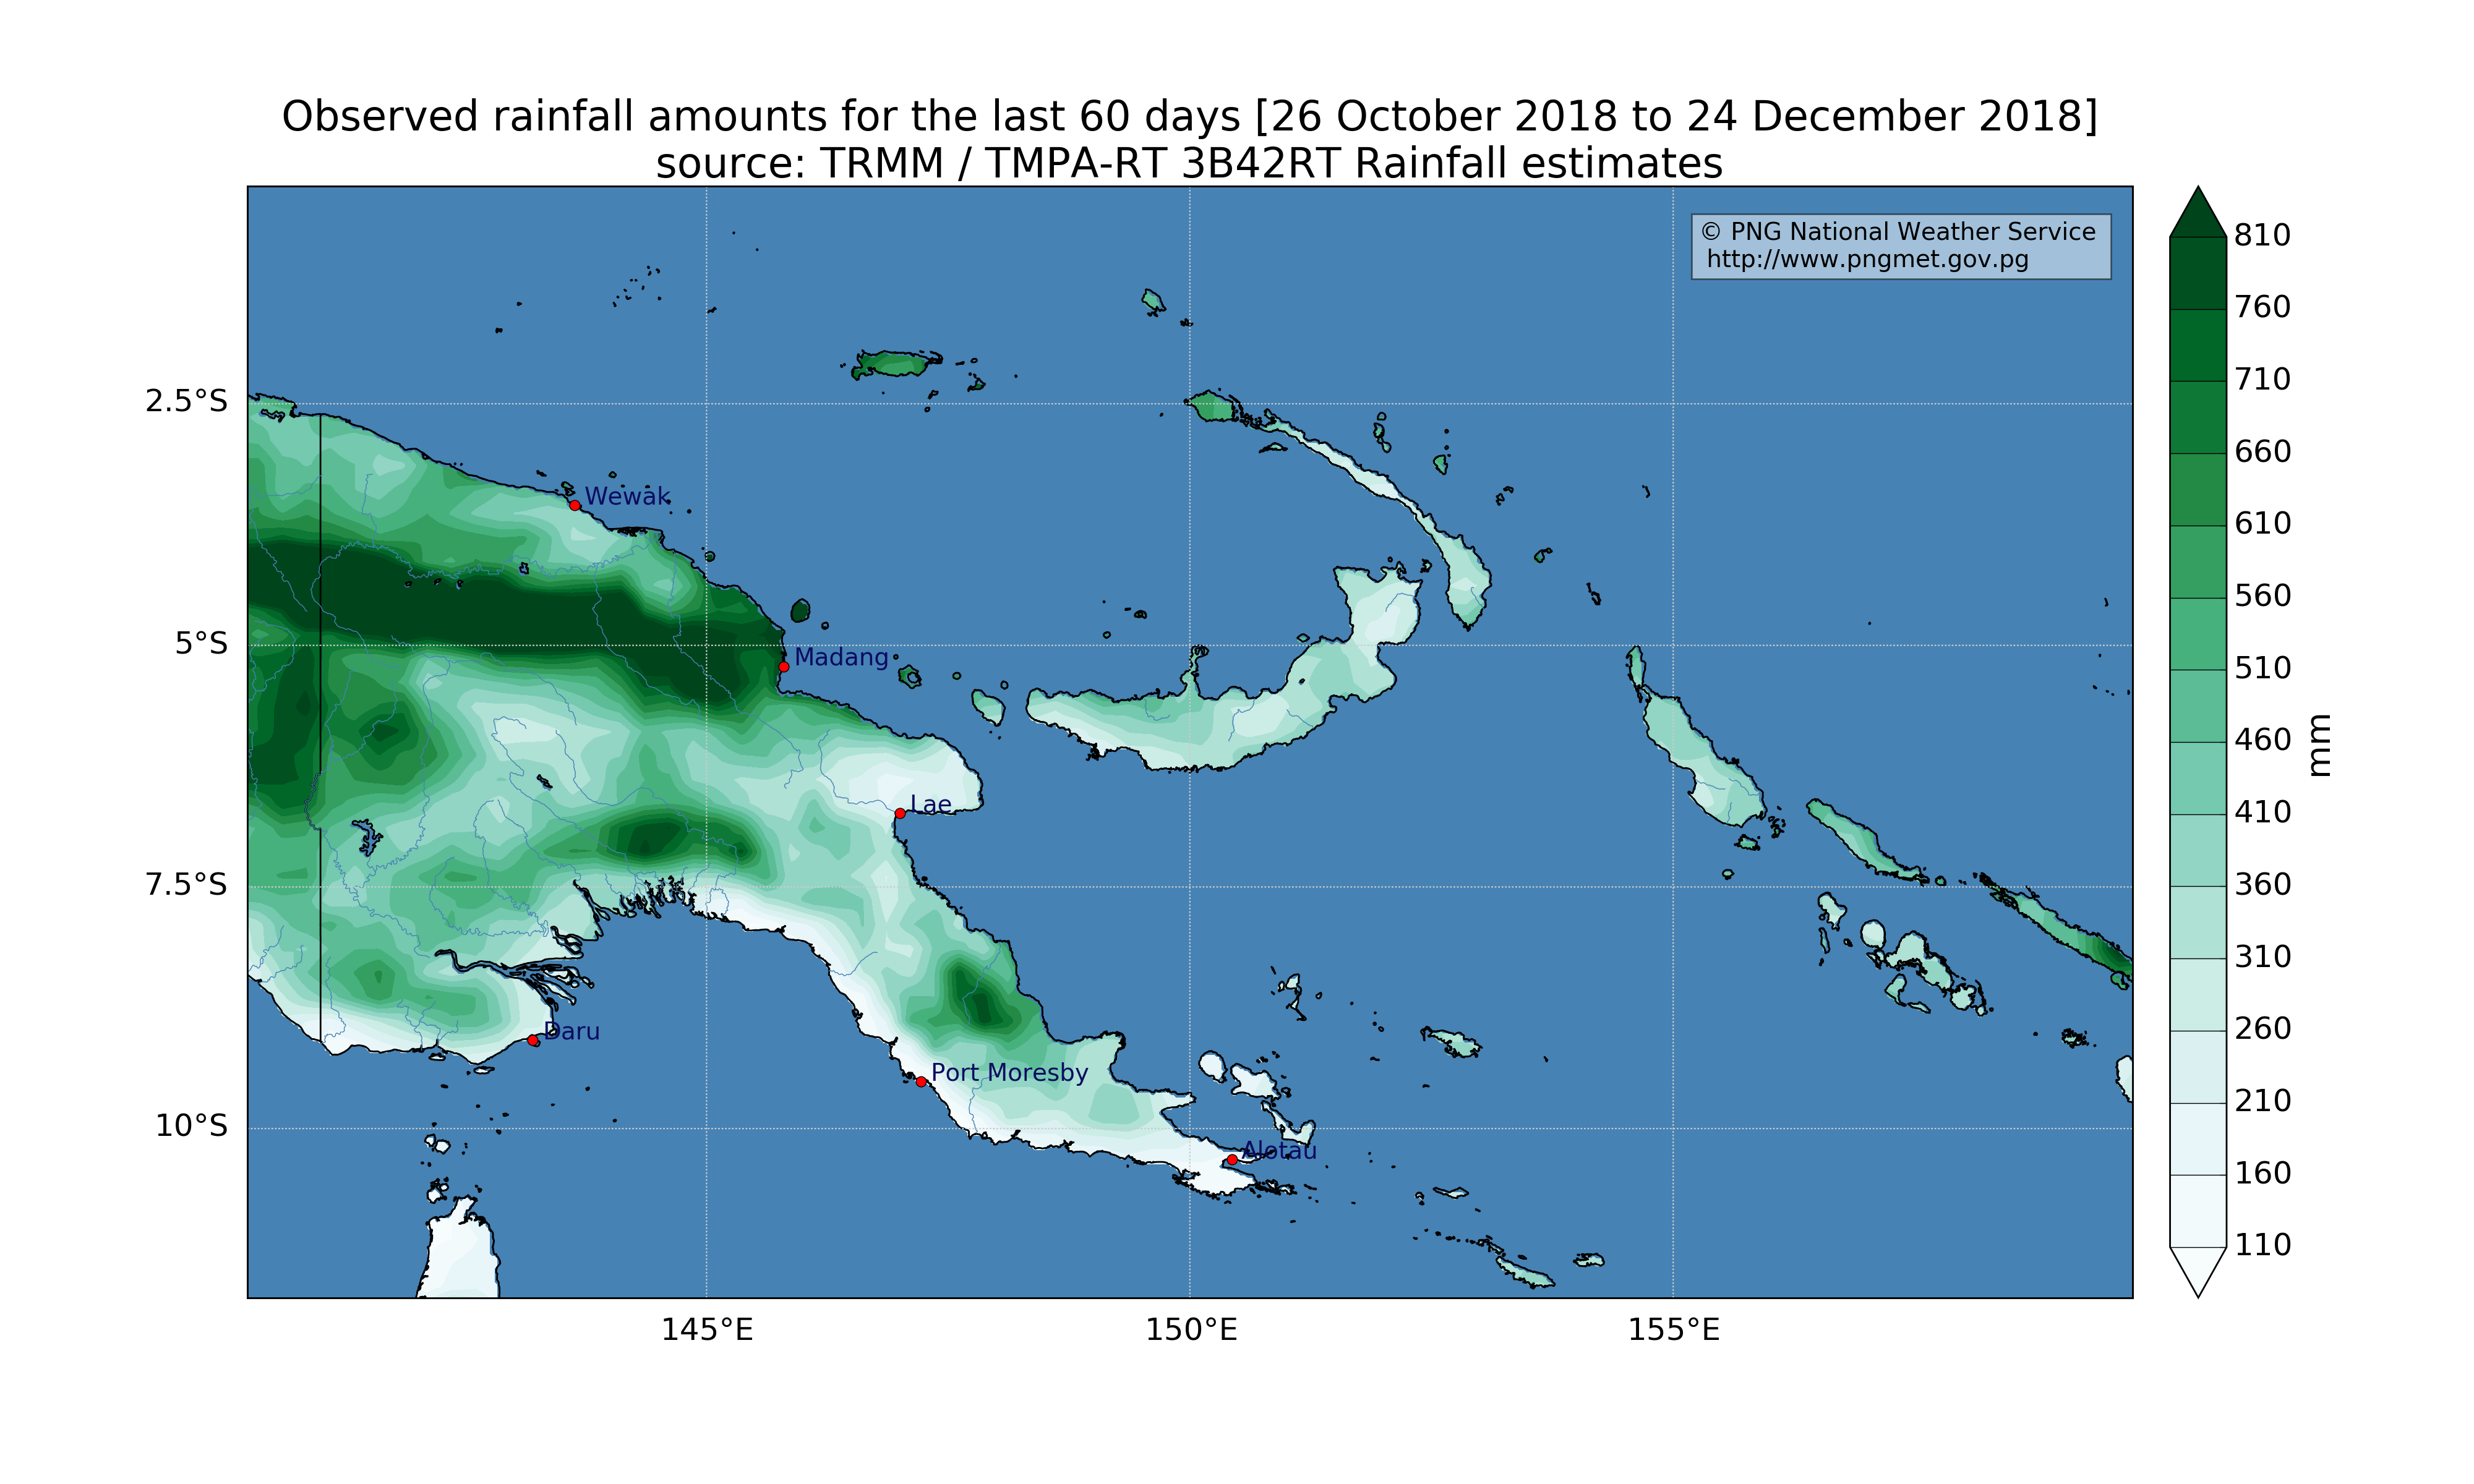 Observed rainfall amounts for the last 60 days [26 October 2018 to 24 December 2018]
source: TRMM / TMPA-RT 3B42RT Rainfall estimates
© PNG National Weather Service
http://www.pngmet.gov.pg
2.5°S
5°S
7.5°S
10°S
Wewak
Madang
Lae
Daru
Port Moresby
Alotau
145°E
150°E
155°E
810
760
710
660
610
560
510
460
410
360
310
260
210
160
110
mm